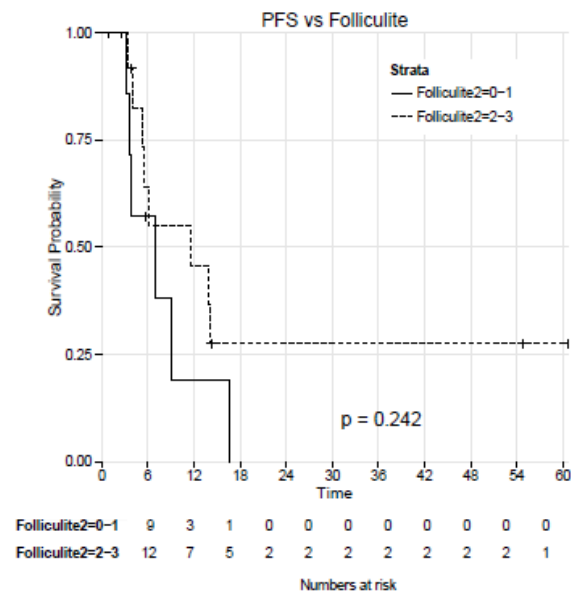 PFS vs Folliculite
1.00
0.75
0.50
0.25
0.00
Survival Probability
Strata
Folliculite2=0-1
Folliculite2=2-3
p = 0.242
0 6 12 18 24 30 36 42 48 54 60
Time
Folliculite2=0-1 9 3 1 0 0 0 0 0 0 0
Folliculite2=2-3 12 7 5 2 2 2 2 2 2 2 1
Numbers at risk